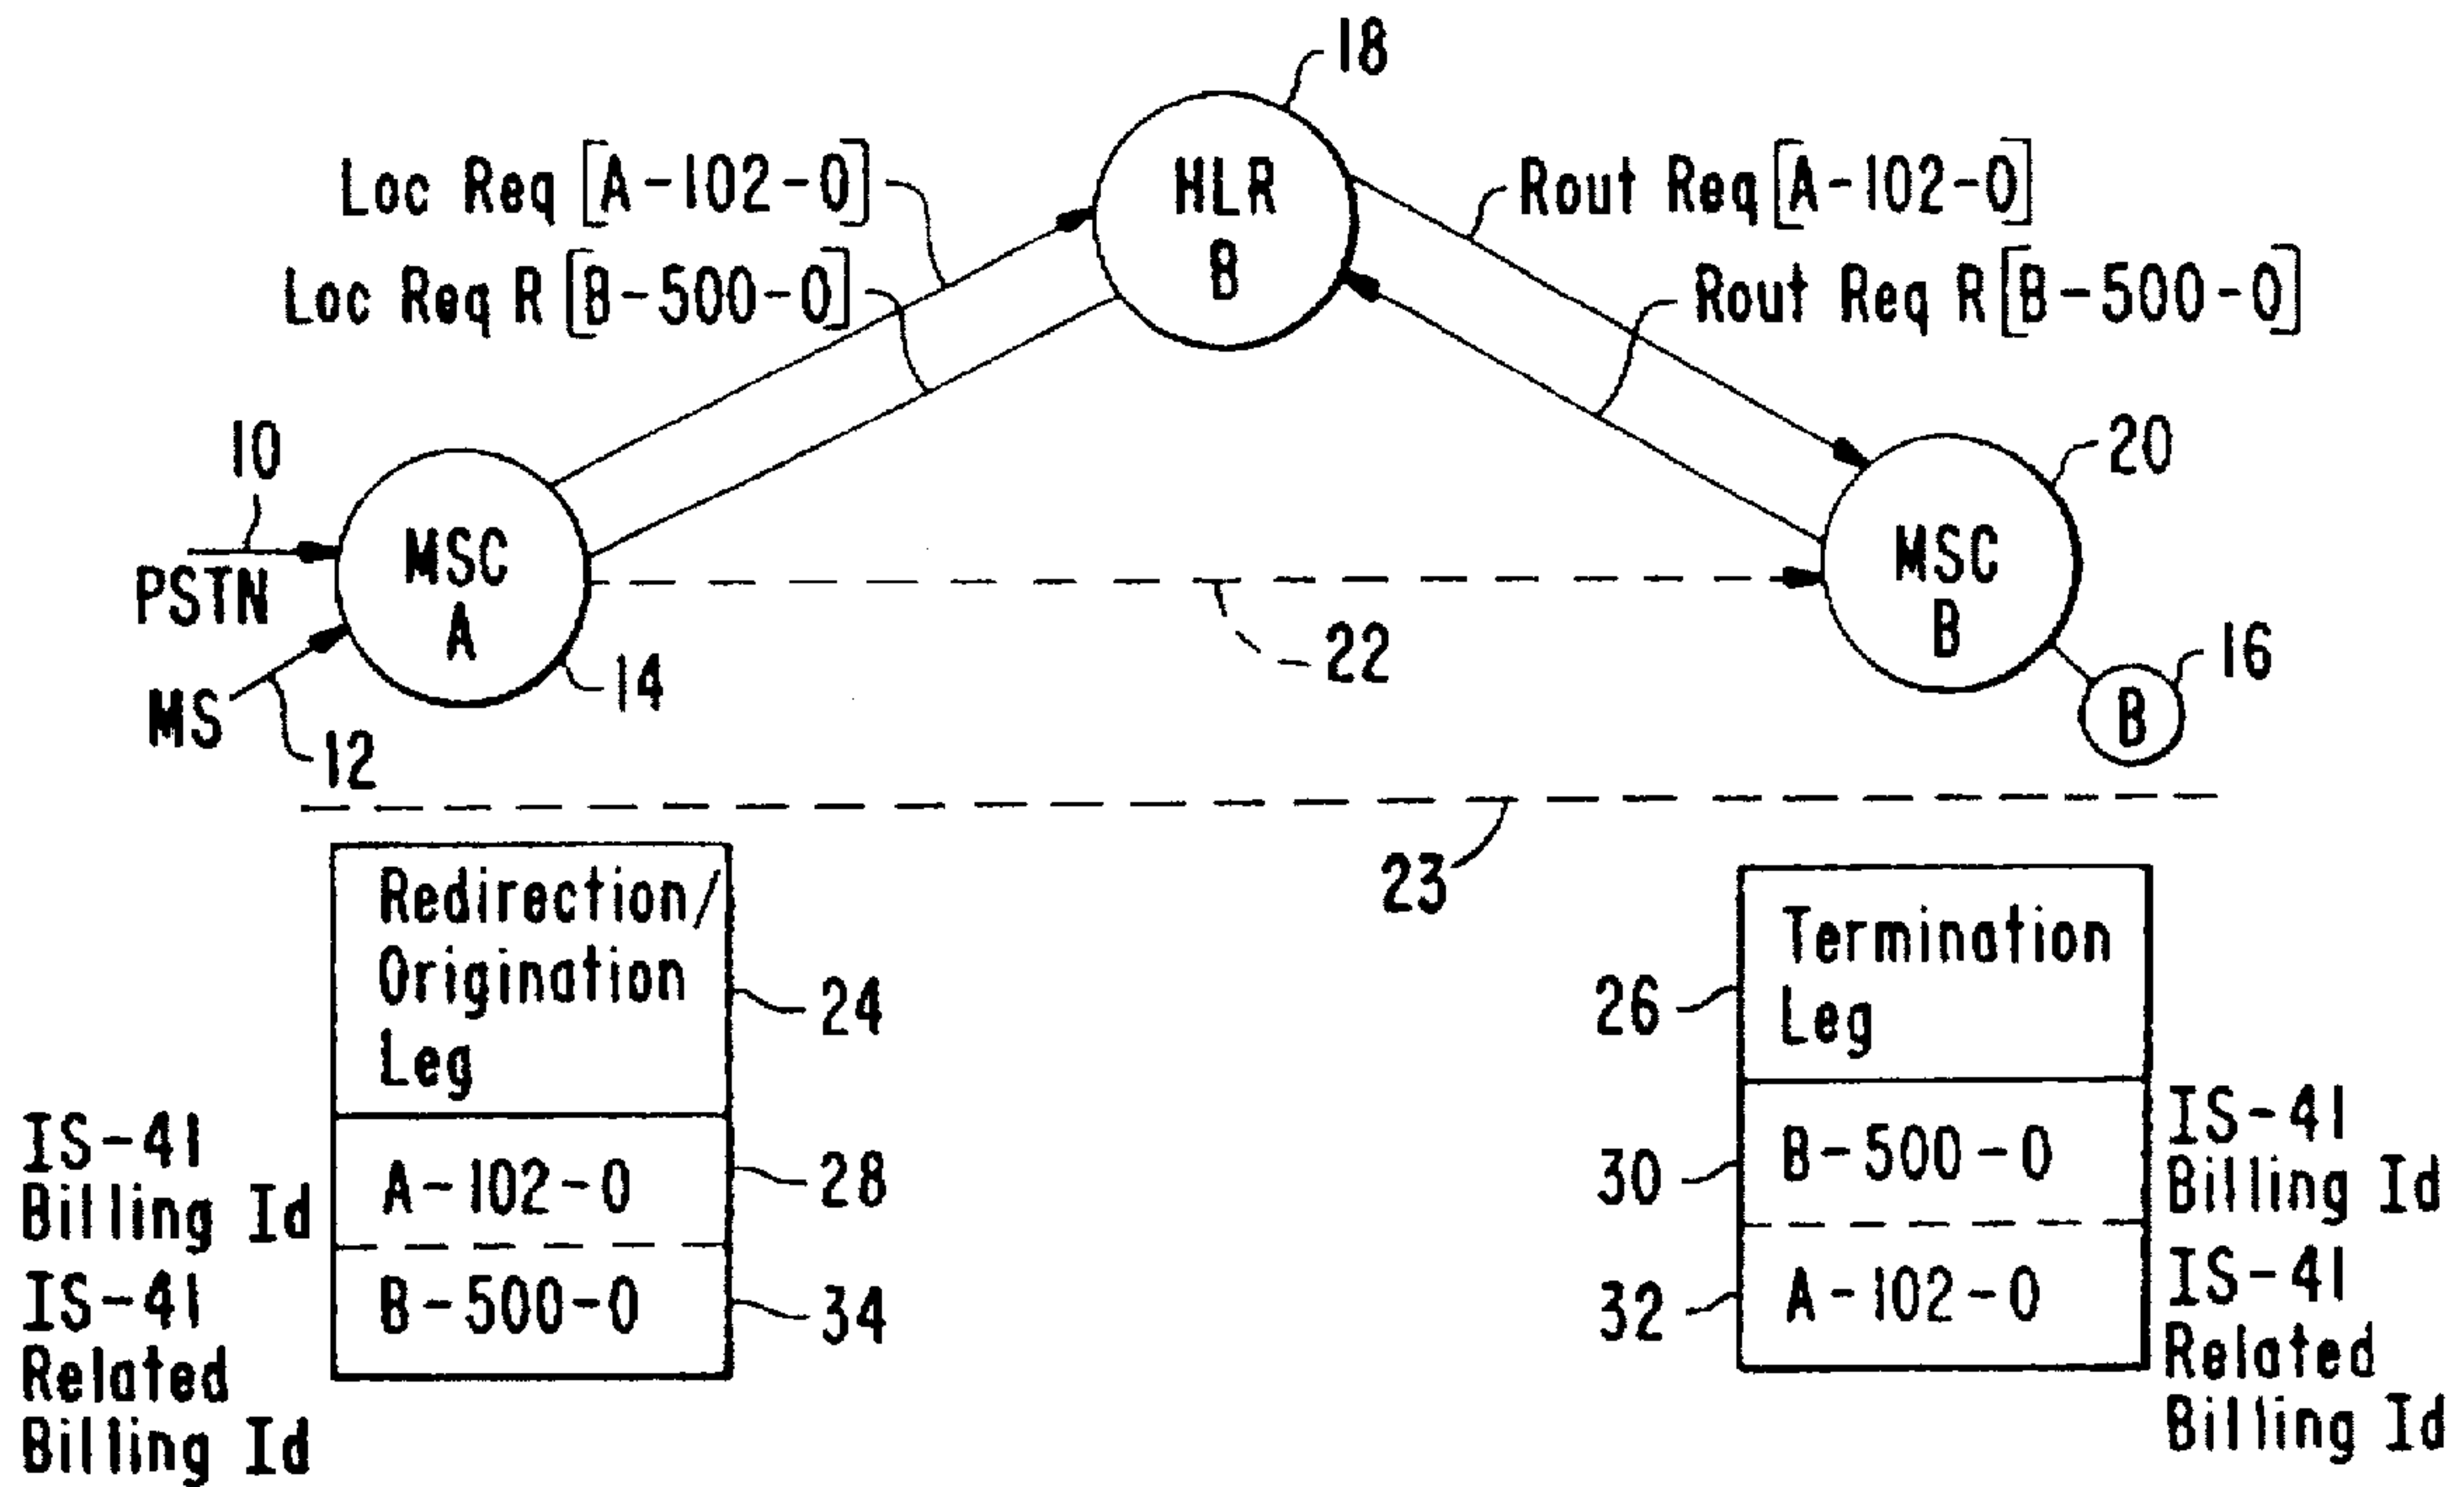 18
Loc Req [A-102-0]
HLR
B
Rout Req [A-102-0]
Loc Req R [B-500-0]
Rout Req R [B-500-0]
10
20
PSTN
MSC
A
MSC
B
22
16
14
MS
B
12
23
Redirection/
Origination
Leg
24
Termination
Leg
26
IS-41
Billing Id
A-102-0
28
30
B-500-0
IS-41
Billing Id
IS-41
Related
Billing Id
B-500-0
34
32
A-102-0
IS-41
Related
Billing Id